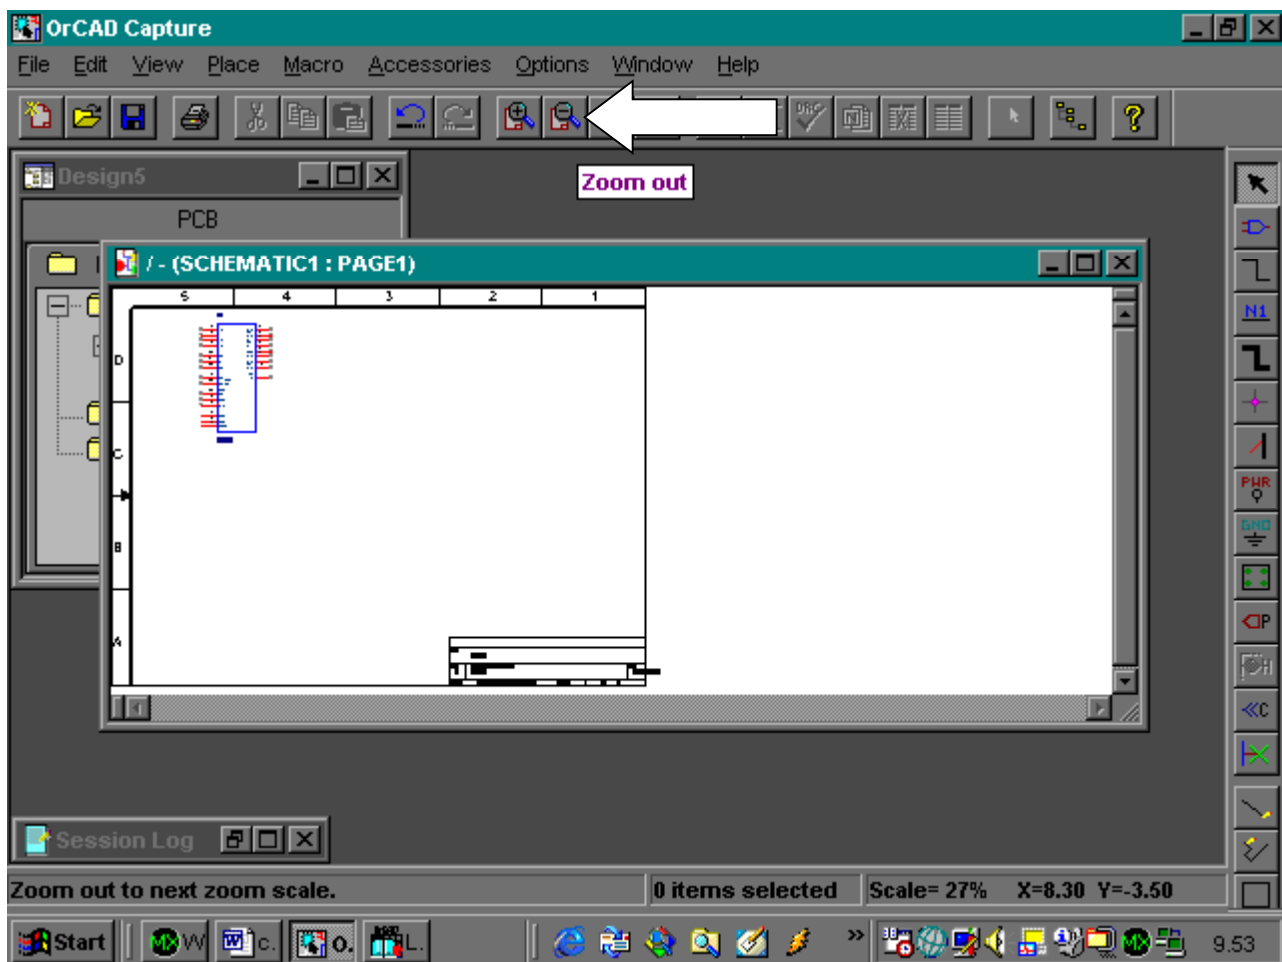 OrCAD Capture
File Edit View Place Macro Accessories Options Window Help
DRC
N
?
Zoom out
Design5
PCB
/ - (SCHEMATIC1 : PAGE1)
5 4 3 2 1
D
C
B
A
N1
PWR
GND
P
H
C
Session Log
Zoom out to next zoom scale.
0 items selected
Scale= 27% X=8.30 Y=-3.50
Start
W
c.
o.
L.
»
9.53